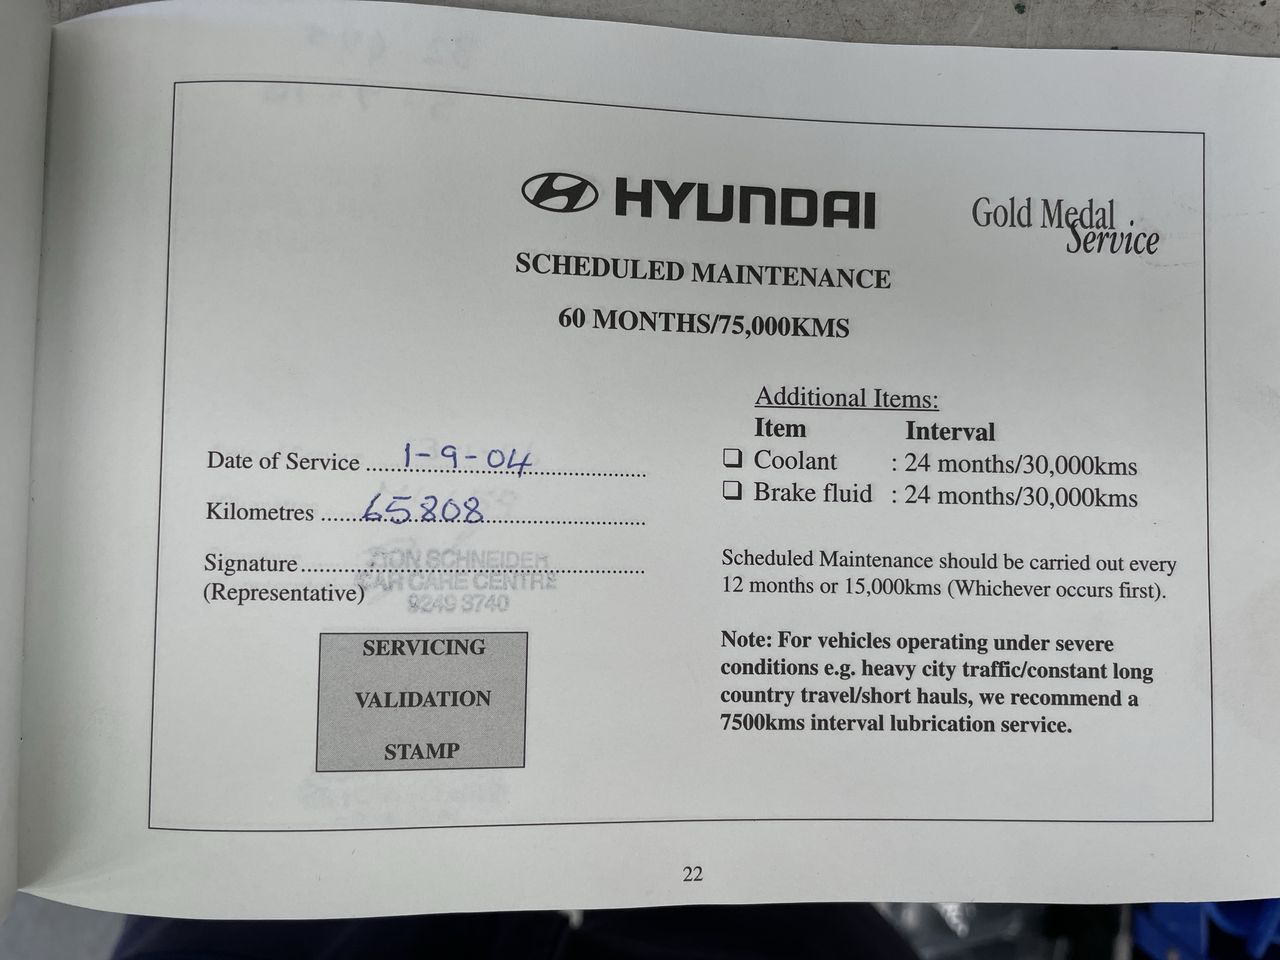 HYUNDAI
Gold Medal
Service
SCHEDULED MAINTENANCE
60 MONTHS/75,000KMS
Date of Service ..... 1-9-04
Kilometres ..... 65808
Signature .....
(Representative)
SCHNEIDER
CAR CARE CENTRE
9249 3740
SERVICING
VALIDATION
STAMP
Additional Items:
Item Interval
❑ Coolant : 24 months/30,000kms
❑ Brake fluid : 24 months/30,000kms
Scheduled Maintenance should be carried out every
12 months or 15,000kms (Whichever occurs first).
Note: For vehicles operating under severe
conditions e.g. heavy city traffic/constant long
country travel/short hauls, we recommend a
7500kms interval lubrication service.
22